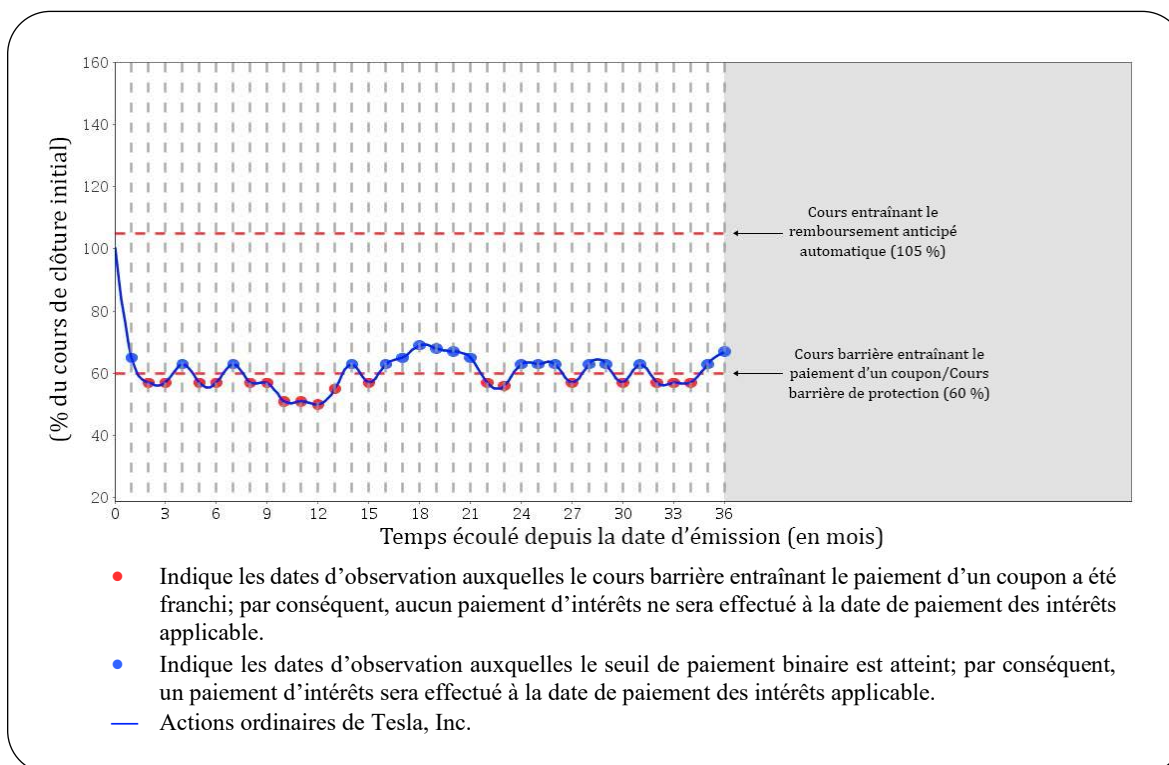 160
140
120
100
80
60
40
20
(% du cours de clôture initial)
Cours entraînant le
remboursement anticipé
automatique (105 %)
Cours barrière entraînant le
paiement d'un coupon/Cours
barrière de protection (60 %)
0 3 6 9 12 15 18 21 24 27 30 33 36
Temps écoulé depuis la date d'émission (en mois)
Indique les dates d'observation auxquelles le cours barrière entraînant le paiement d'un coupon a été
franchi; par conséquent, aucun paiement d'intérêts ne sera effectué à la date de paiement des intérêts
applicable.
Indique les dates d'observation auxquelles le seuil de paiement binaire est atteint; par conséquent,
un paiement d'intérêts sera effectué à la date de paiement des intérêts applicable.
Actions ordinaires de Tesla, Inc.